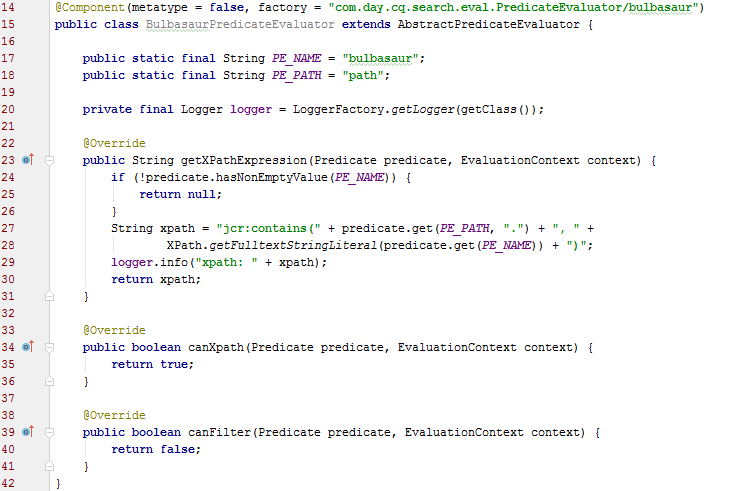 14 @Component(metatype = false, factory = "com.day.cq.search.eval.PredicateEvaluator/bulbasaur")
15 public class BulbasaurPredicateEvaluator extends AbstractPredicateEvaluator {
16
17     public static final String PE_NAME = "bulbasaur";
18     public static final String PE_PATH = "path";
19
20     private final Logger logger = LoggerFactory.getLogger(getClass());
21
22     @Override
23     public String getXPathExpression(Predicate predicate, EvaluationContext context) {
24         if (!predicate.hasNonEmptyValue(PE_NAME)) {
25             return null;
26         }
27         String xpath = "jcr:contains(" + predicate.get(PE_PATH, ".") + ", " +
28                 XPath.getFulltextStringLiteral(predicate.get(PE_NAME)) + ")";
29         logger.info("xpath: " + xpath);
30         return xpath;
31     }
32
33     @Override
34     public boolean canXpath(Predicate predicate, EvaluationContext context) {
35         return true;
36     }
37
38     @Override
39     public boolean canFilter(Predicate predicate, EvaluationContext context) {
40         return false;
41     }
42 }